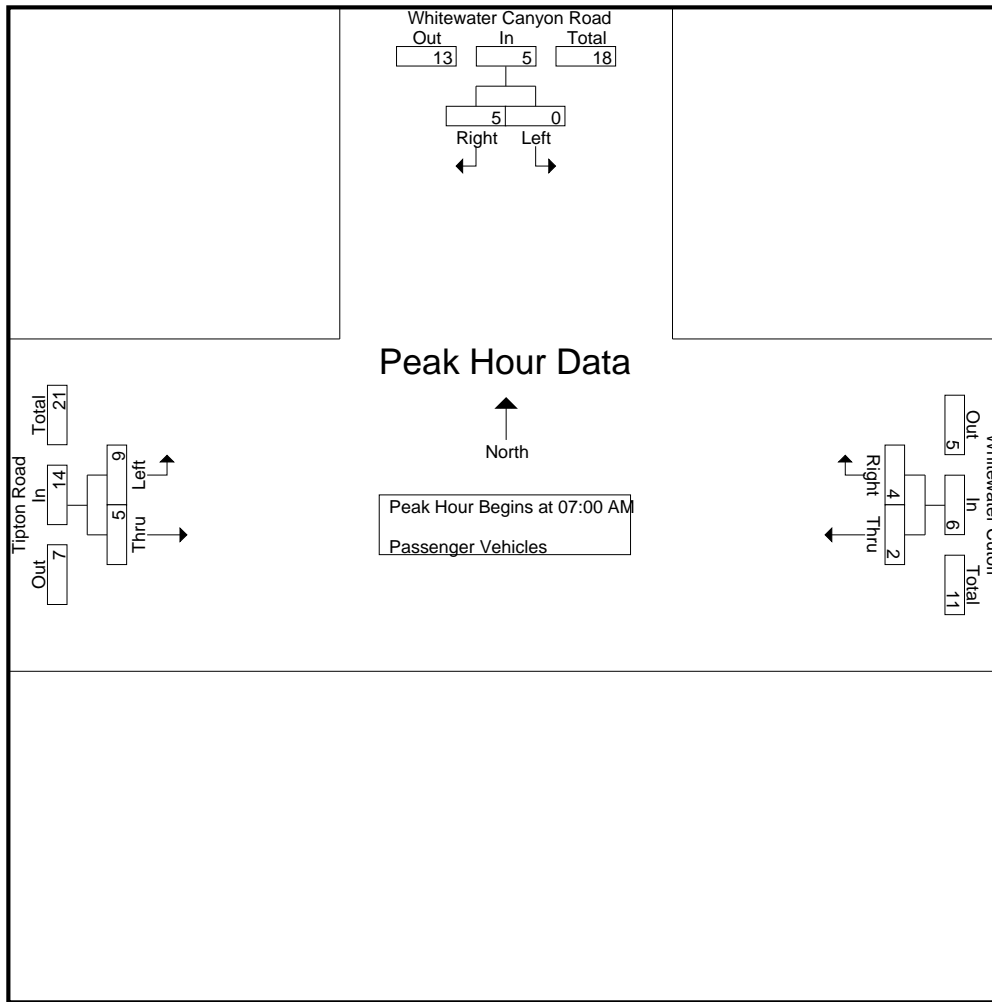 Whitewater Canyon Road
Out In Total
13 5 18
5 0
Right Left
Peak Hour Data
North
Peak Hour Begins at 07:00 AM
Passenger Vehicles
Tipton Road
Out In Total
7 14 21
Left Thru
9 5
Whitewater
Out In Total
5 6 11
Right Thru
4 2